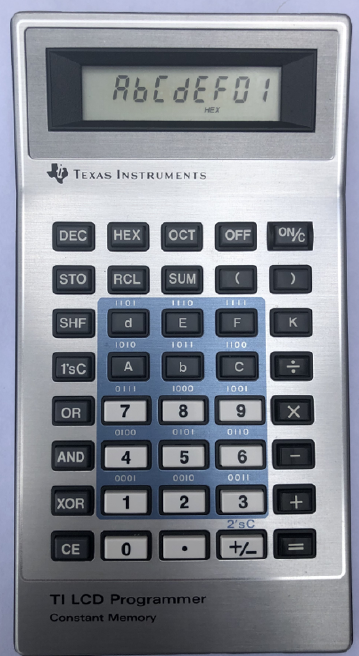 AbCdEF01
HEX
TEXAS INSTRUMENTS
DEC HEX OCT OFF ON/C
STO RCL SUM ( )
1101 1110 1111
SHF d E F K
1010 1011 1100
1'sC A b C ÷
0111 1000 1001
OR 7 8 9 ×
0100 0101 0110
AND 4 5 6 −
0001 0010 0011
XOR 1 2 3 +
2'sC
CE 0 . +/− =
TI LCD Programmer
Constant Memory